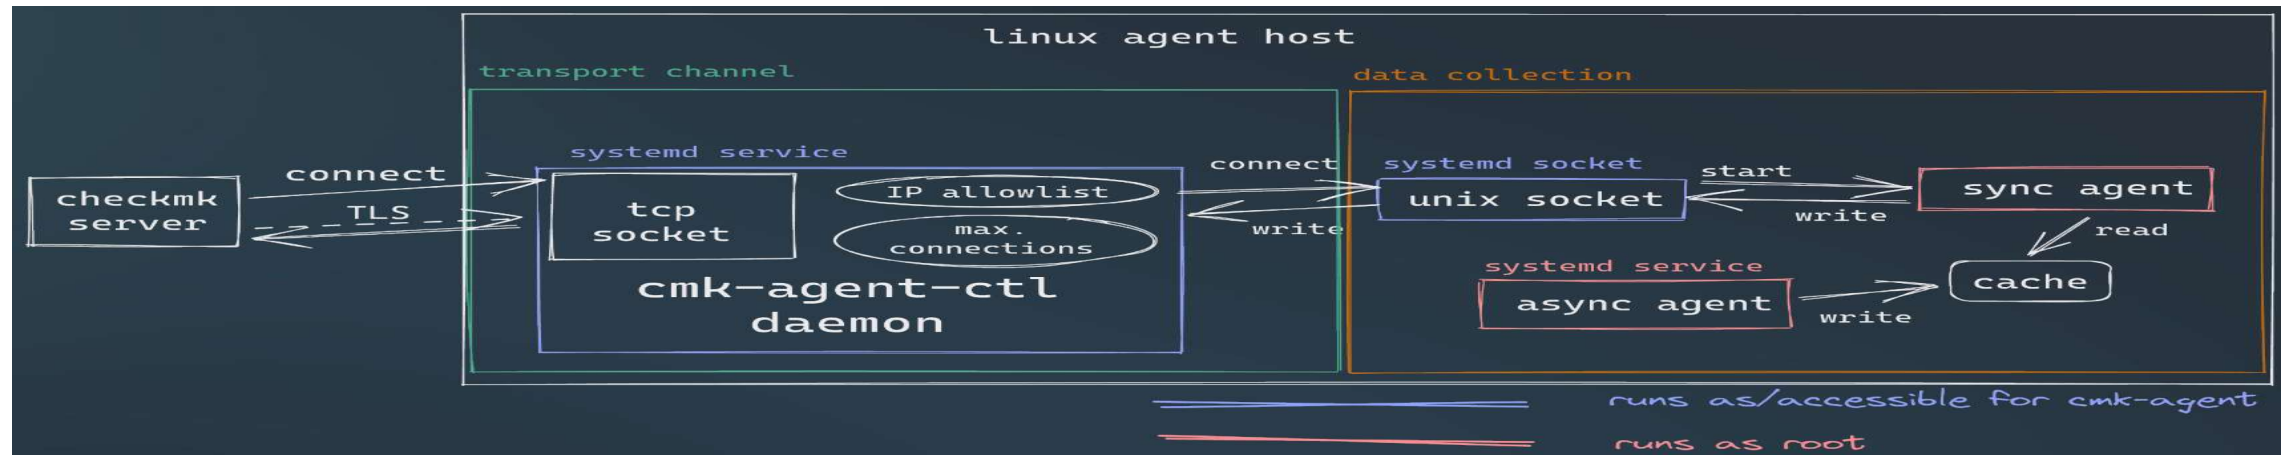 linux agent host
transport channel
data collection
systemd service
connect
systemd socket
start
connect
checkmk
server
TLS
tcp
socket
IP allowlist
max.
connections
write
unix socket
write
sync agent
read
cmk-agent-ctl
daemon
systemd service
async agent
write
cache
runs as/accessible for cmk-agent
runs as root